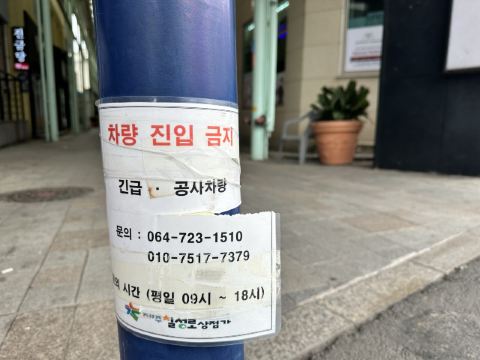 차량 진입 금지
긴급 · 공사차량
문의 : 064-723-1510
010-7517-7379
시간 (평일 09시 ~ 18시)
칠성로상점가